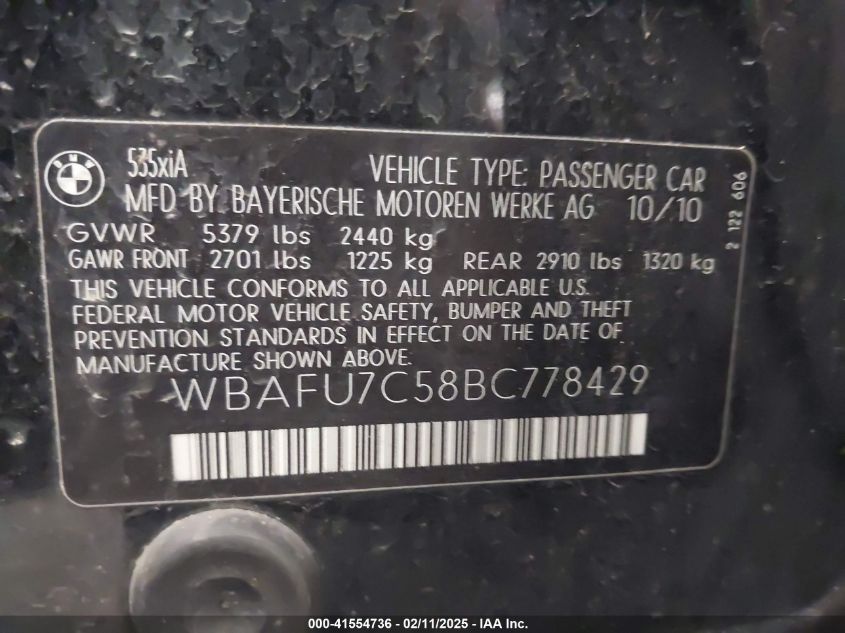 BMW
535xiA VEHICLE TYPE: PASSENGER CAR
MFD BY BAYERISCHE MOTOREN WERKE AG 10/10
GVWR 5379 lbs 2440 kg
GAWR FRONT 2701 lbs 1225 kg REAR 2910 lbs 1320 kg
THIS VEHICLE CONFORMS TO ALL APPLICABLE U.S.
FEDERAL MOTOR VEHICLE SAFETY, BUMPER AND THEFT
PREVENTION STANDARDS IN EFFECT ON THE DATE OF
MANUFACTURE SHOWN ABOVE.
WBAFU7C58BC778429
2 122 606
000-41554736 - 02/11/2025 - IAA Inc.